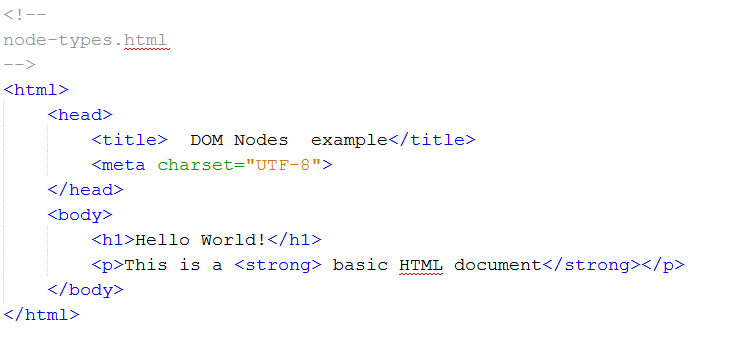 <!--
node-types.html
-->
<html>
    <head>
        <title>  DOM Nodes  example</title>
        <meta charset="UTF-8">
    </head>
    <body>
        <h1>Hello World!</h1>
        <p>This is a <strong> basic HTML document</strong></p>
    </body>
</html>